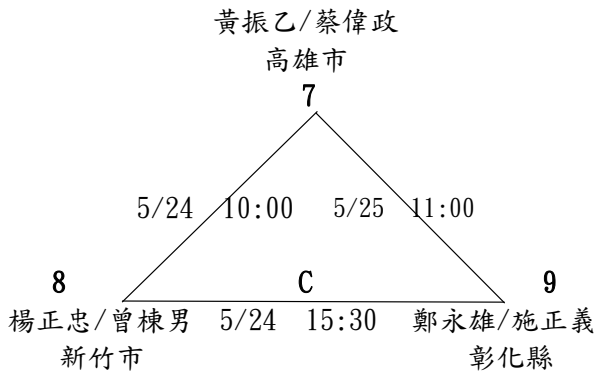 黃振乙/蔡偉政
高雄市
7
5/24 10:00 5/25 11:00
8 C 9
楊正忠/曾棟男 5/24 15:30 鄭永雄/施正義
新竹市 彰化縣